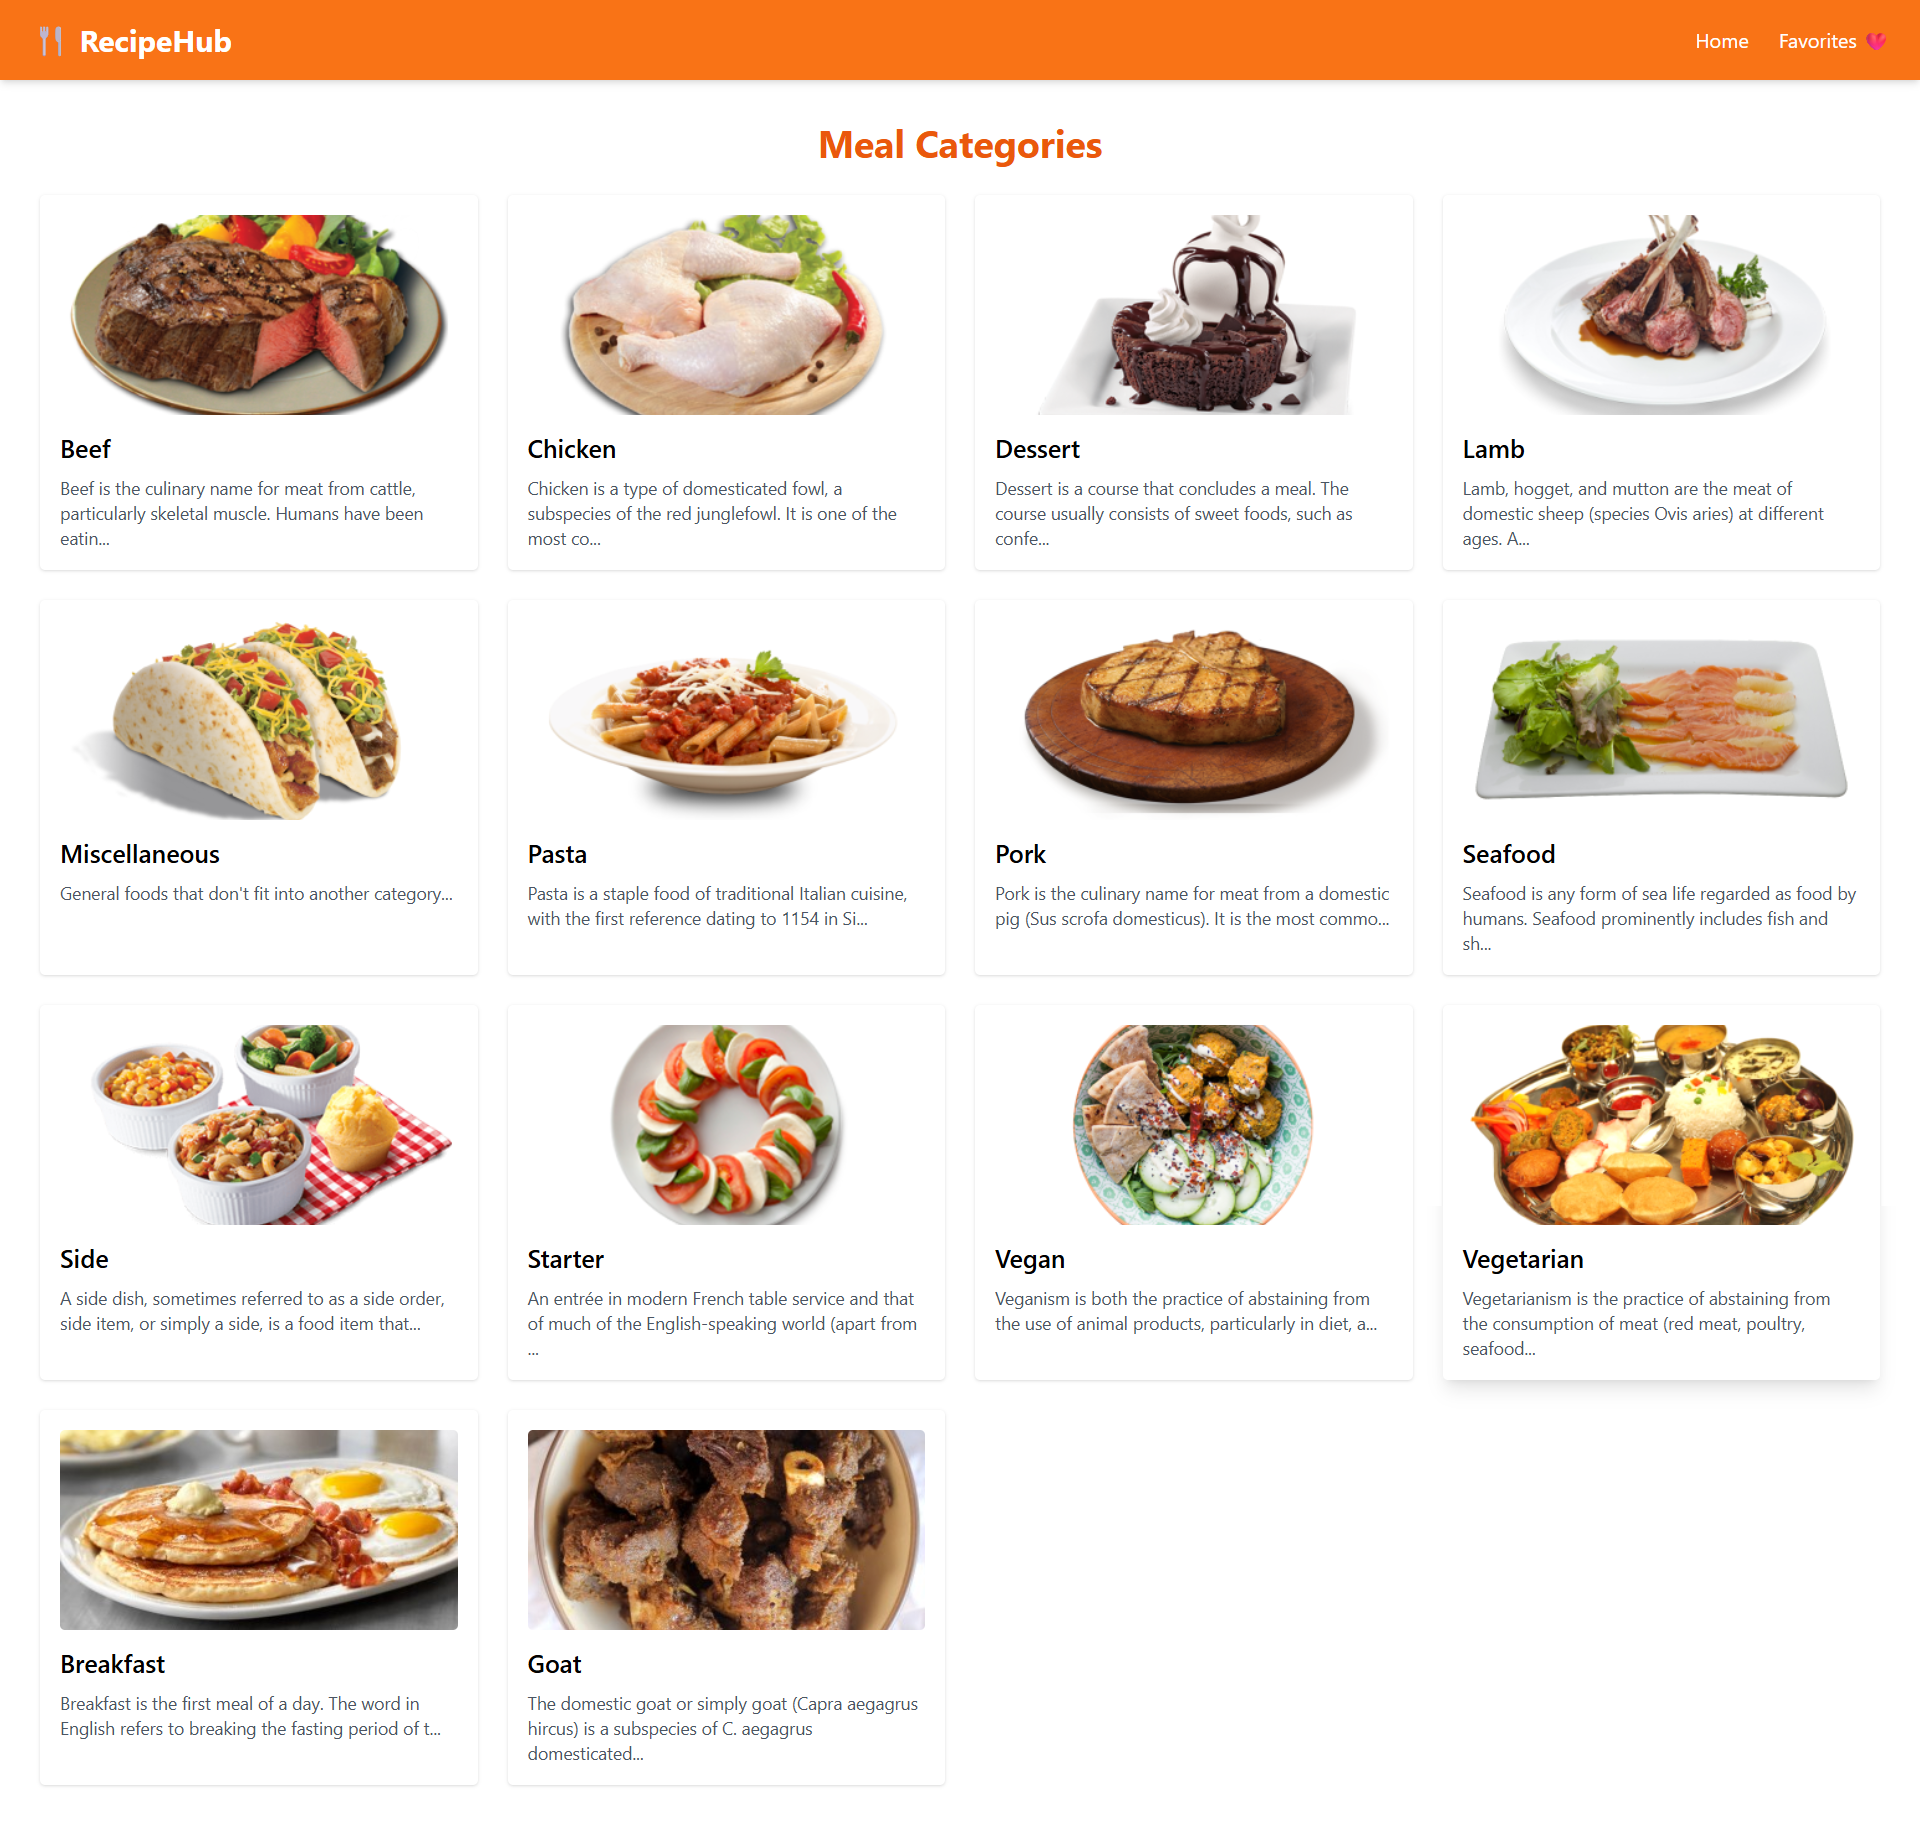 RecipeHub
Home
Favorites
Meal Categories
Beef
Beef is the culinary name for meat from cattle,
particularly skeletal muscle. Humans have been
eatin...
Chicken
Chicken is a type of domesticated fowl, a
subspecies of the red junglefowl. It is one of the
most co...
Dessert
Dessert is a course that concludes a meal. The
course usually consists of sweet foods, such as
confe...
Lamb
Lamb, hogget, and mutton are the meat of
domestic sheep (species Ovis aries) at different
ages. A...
Miscellaneous
General foods that don't fit into another category...
Pasta
Pasta is a staple food of traditional Italian cuisine,
with the first reference dating to 1154 in Si...
Pork
Pork is the culinary name for meat from a domestic
pig (Sus scrofa domesticus). It is the most commo...
Seafood
Seafood is any form of sea life regarded as food by
humans. Seafood prominently includes fish and
sh...
Side
A side dish, sometimes referred to as a side order,
side item, or simply a side, is a food item that...
Starter
An entrée in modern French table service and that
of much of the English-speaking world (apart from
...
Vegan
Veganism is both the practice of abstaining from
the use of animal products, particularly in diet, a...
Vegetarian
Vegetarianism is the practice of abstaining from
the consumption of meat (red meat, poultry,
seafood...
Breakfast
Breakfast is the first meal of a day. The word in
English refers to breaking the fasting period of t...
Goat
The domestic goat or simply goat (Capra aegagrus
hircus) is a subspecies of C. aegagrus
domesticated...